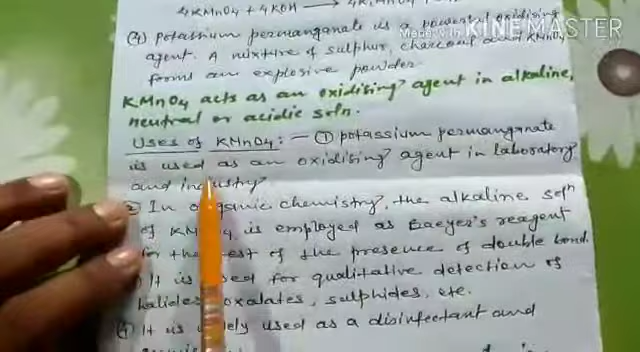 4KMnO4 + 4KOH → 4K2MnO4 +
(4) Potassium permanganate is a powerful oxidising
agent. A mixture of sulphur, charcoal and KMnO4
forms an explosive powder
KMnO4 acts as an oxidising agent in alkaline,
neutral or acidic soln.
Uses of KMnO4: – (1) potassium permanganate
is used as an oxidising agent in laboratory
and industry.
(2) In organic chemistry, the alkaline soln
of KMnO4 is employed as Baeyer's reagent
for the test of the presence of double bond.
It is used for qualitative detection of
halides, oxalates, sulphides, etc.
(4) It is widely used as a disinfectant and
Made with KINEMASTER